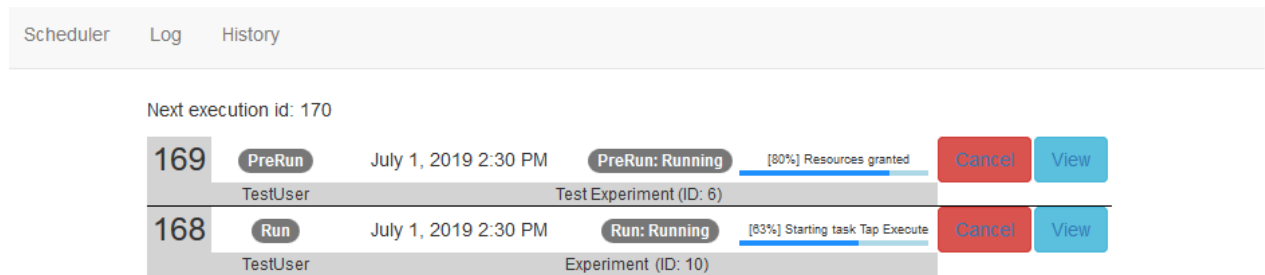 Scheduler Log History
Next execution id: 170
169 PreRun July 1, 2019 2:30 PM PreRun: Running [80%] Resources granted Cancel View
TestUser Test Experiment (ID: 6)
168 Run July 1, 2019 2:30 PM Run: Running [63%] Starting task Tap Execute Cancel View
TestUser Experiment (ID: 10)